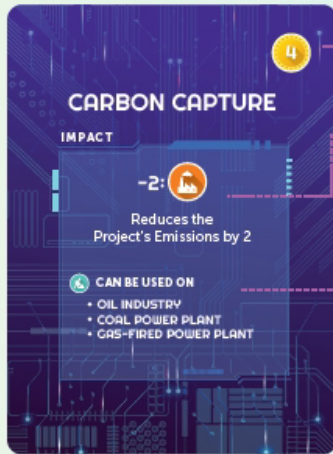 4
CARBON CAPTURE
IMPACT
-2:
Reduces the
Project's Emissions by 2
CAN BE USED ON
• OIL INDUSTRY
• COAL POWER PLANT
• GAS-FIRED POWER PLANT